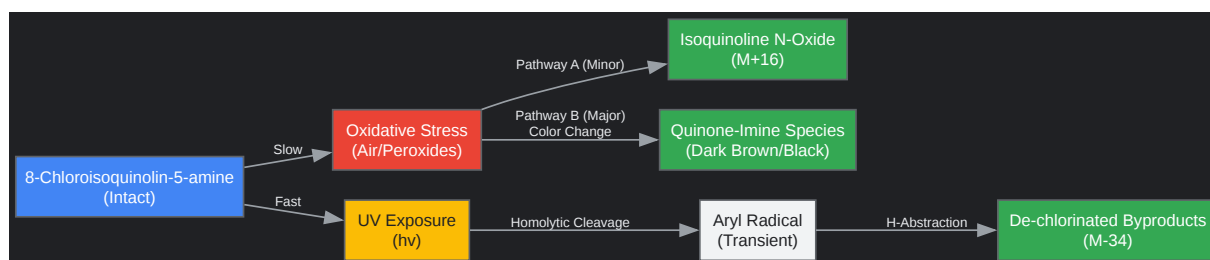 Isoquinoline N-Oxide
(M+16)
Pathway A (Minor)
Pathway B (Major)
Color Change
Oxidative Stress
(Air/Peroxides)
Quinone-Imine Species
(Dark Brown/Black)
Slow
8-Chloroisoquinolin-5-amine
(Intact)
Fast
UV Exposure
(hv)
Homolytic Cleavage
Aryl Radical
(Transient)
H-Abstraction
De-chlorinated Byproducts
(M-34)